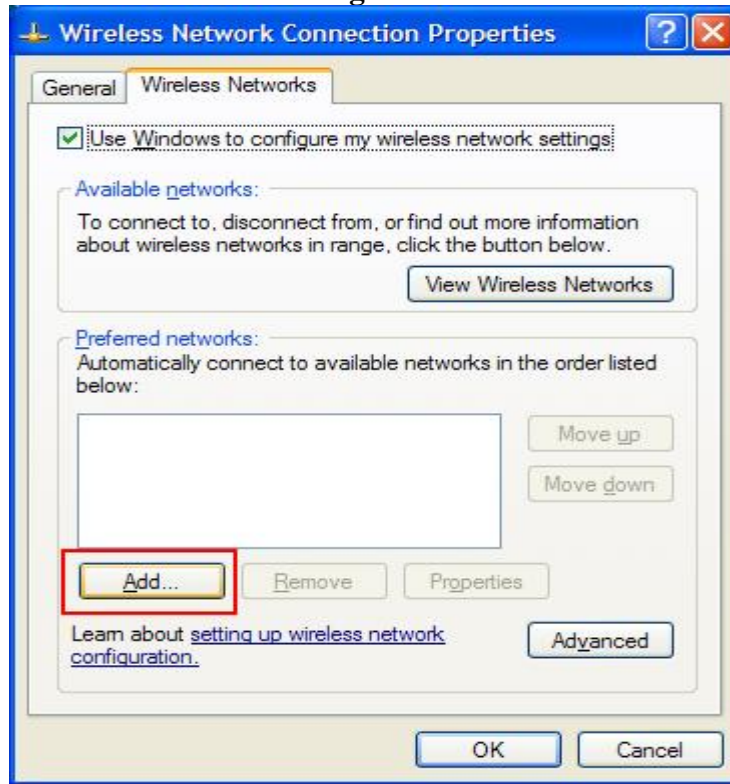 Wireless Network Connection Properties
General Wireless Networks
Use Windows to configure my wireless network settings
Available networks:
To connect to, disconnect from, or find out more information
about wireless networks in range, click the button below.
View Wireless Networks
Preferred networks:
Automatically connect to available networks in the order listed
below:
Move up
Move down
Add... Remove Properties
Learn about setting up wireless network
configuration.
Advanced
OK Cancel